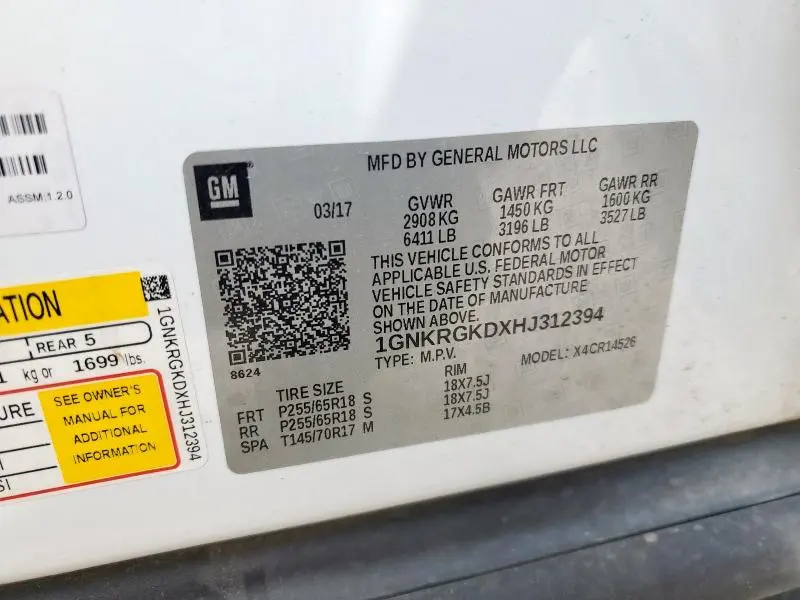 ASSM:1.2.0
GM
MFD BY GENERAL MOTORS LLC
03/17
GVWR
2908 KG
6411 LB
GAWR FRT
1450 KG
3196 LB
GAWR RR
1600 KG
3527 LB
THIS VEHICLE CONFORMS TO ALL
APPLICABLE U.S. FEDERAL MOTOR
VEHICLE SAFETY STANDARDS IN EFFECT
ON THE DATE OF MANUFACTURE
SHOWN ABOVE.
1GNKRGKDXHJ312394
TYPE: M.P.V.
MODEL: X4CR14526
8624
TIRE SIZE
RIM
FRT P255/65R18 S 18X7.5J
RR P255/65R18 S 18X7.5J
SPA T145/70R17 M 17X4.5B
REAR 5
kg or 1699 lbs.
SEE OWNER'S
MANUAL FOR
ADDITIONAL
INFORMATION
1GNKRGKDXHJ312394